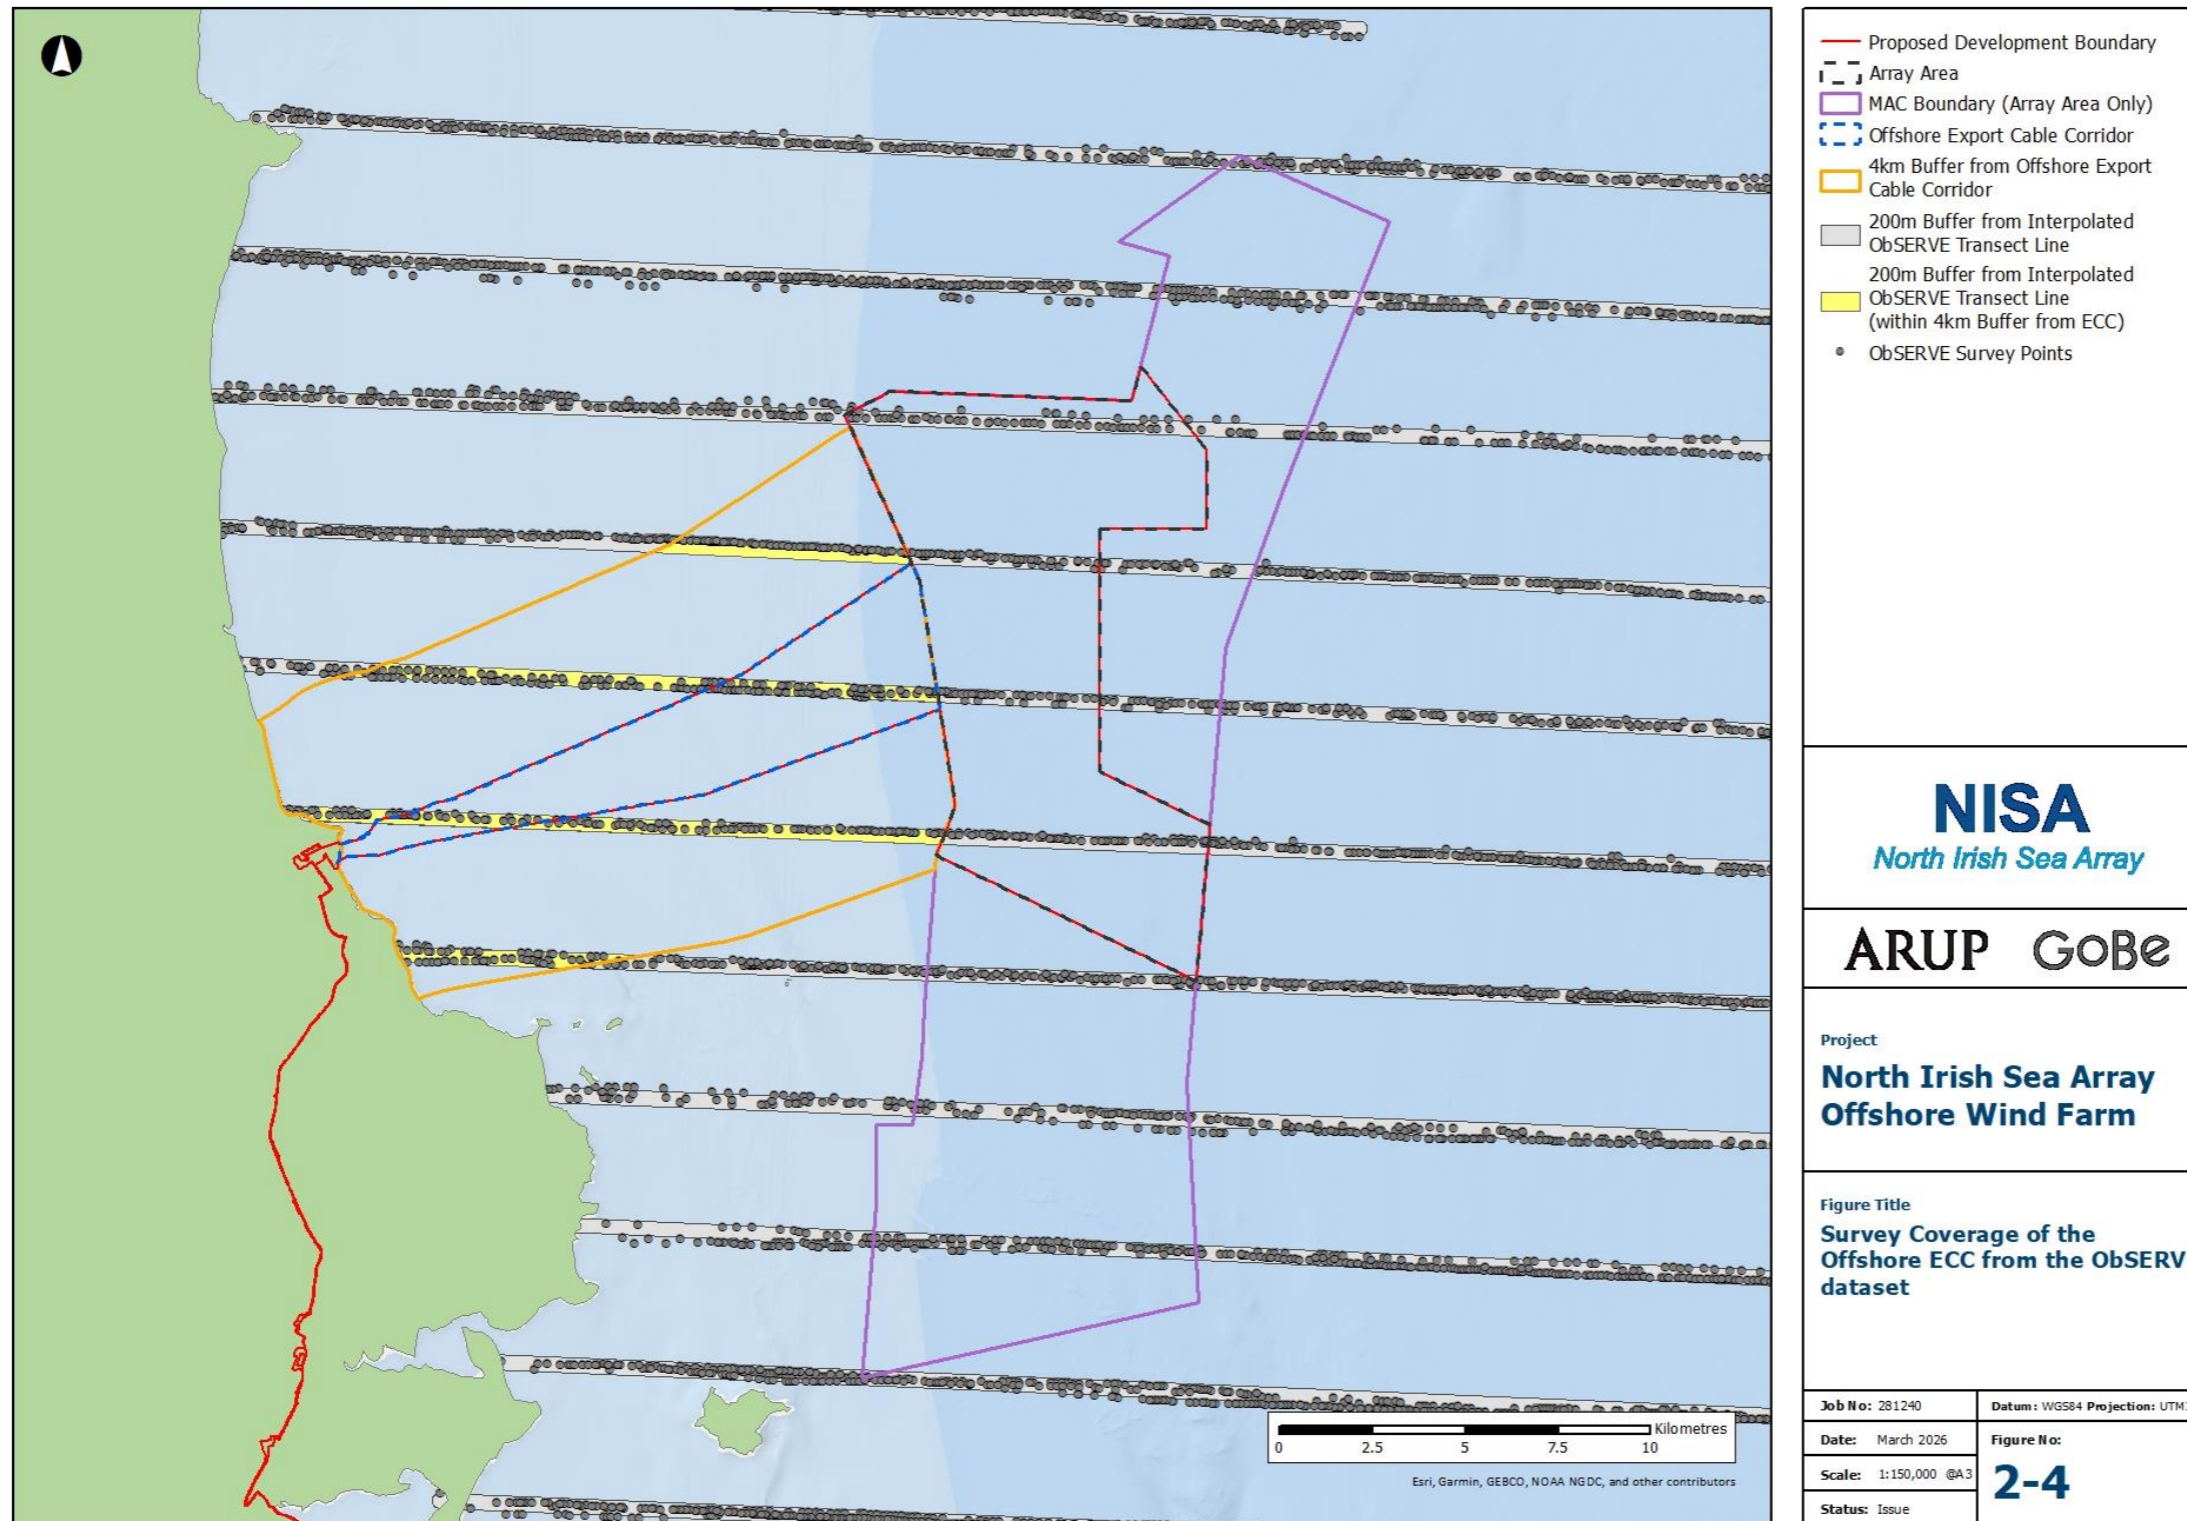 Proposed Development Boundary
Array Area
MAC Boundary (Array Area Only)
Offshore Export Cable Corridor
4km Buffer from Offshore Export
Cable Corridor
200m Buffer from Interpolated
ObSERVE Transect Line
200m Buffer from Interpolated
ObSERVE Transect Line
(within 4km Buffer from ECC)
ObSERVE Survey Points
NISA
North Irish Sea Array
ARUP GoBe
Project
North Irish Sea Array
Offshore Wind Farm
Figure Title
Survey Coverage of the
Offshore ECC from the ObSERV
dataset
Job No: 281240
Datum: WGS84 Projection: UTM
Date: March 2026
Figure No:
2-4
Scale: 1:150,000 @A3
Status: Issue
Kilometres
0 2.5 5 7.5 10
Esri, Garmin, GEBCO, NOAA NGDC, and other contributors